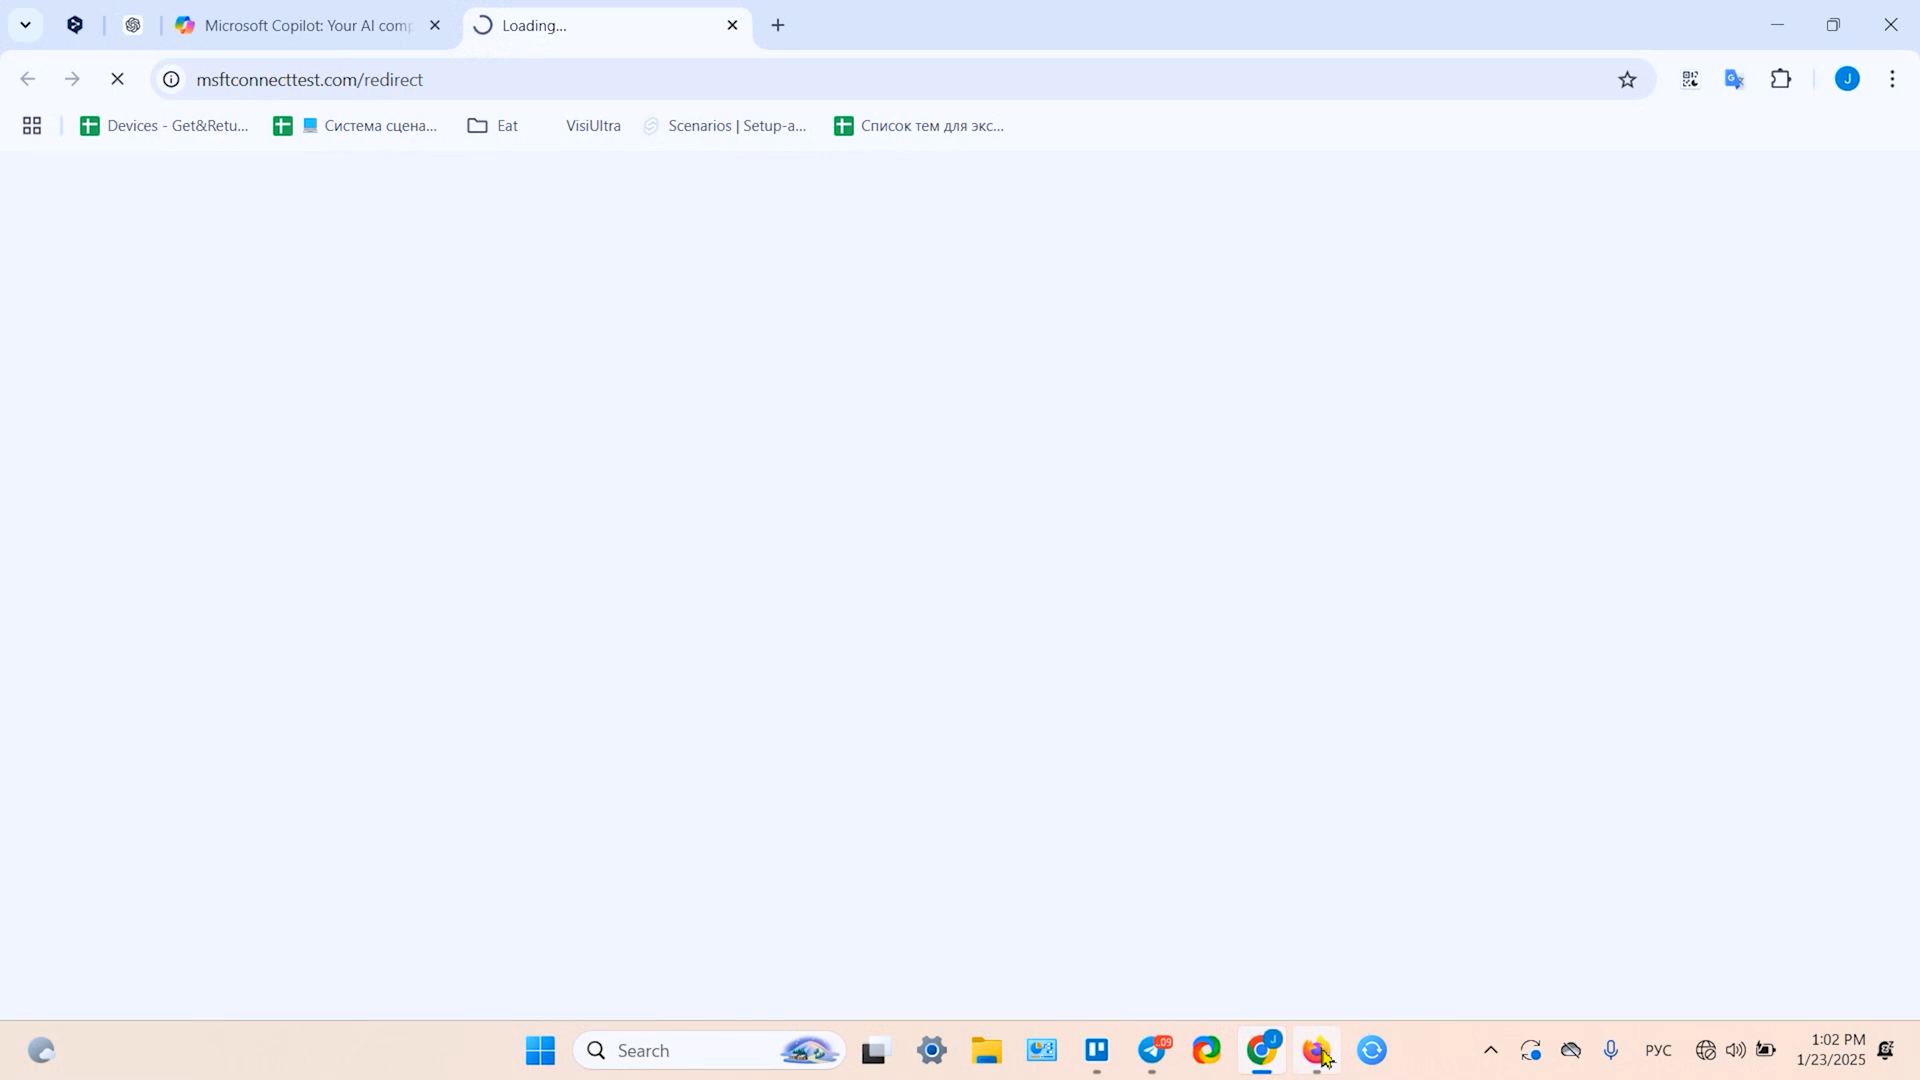 Microsoft Copilot: Your AI comp
Loading...
msftconnecttest.com/redirect
J
Devices - Get&Retu...
Система сцена...
Eat
VisiUltra
Scenarios | Setup-a...
Список тем для экс...
Search
.09
J
РУС
1:02 PM
1/23/2025